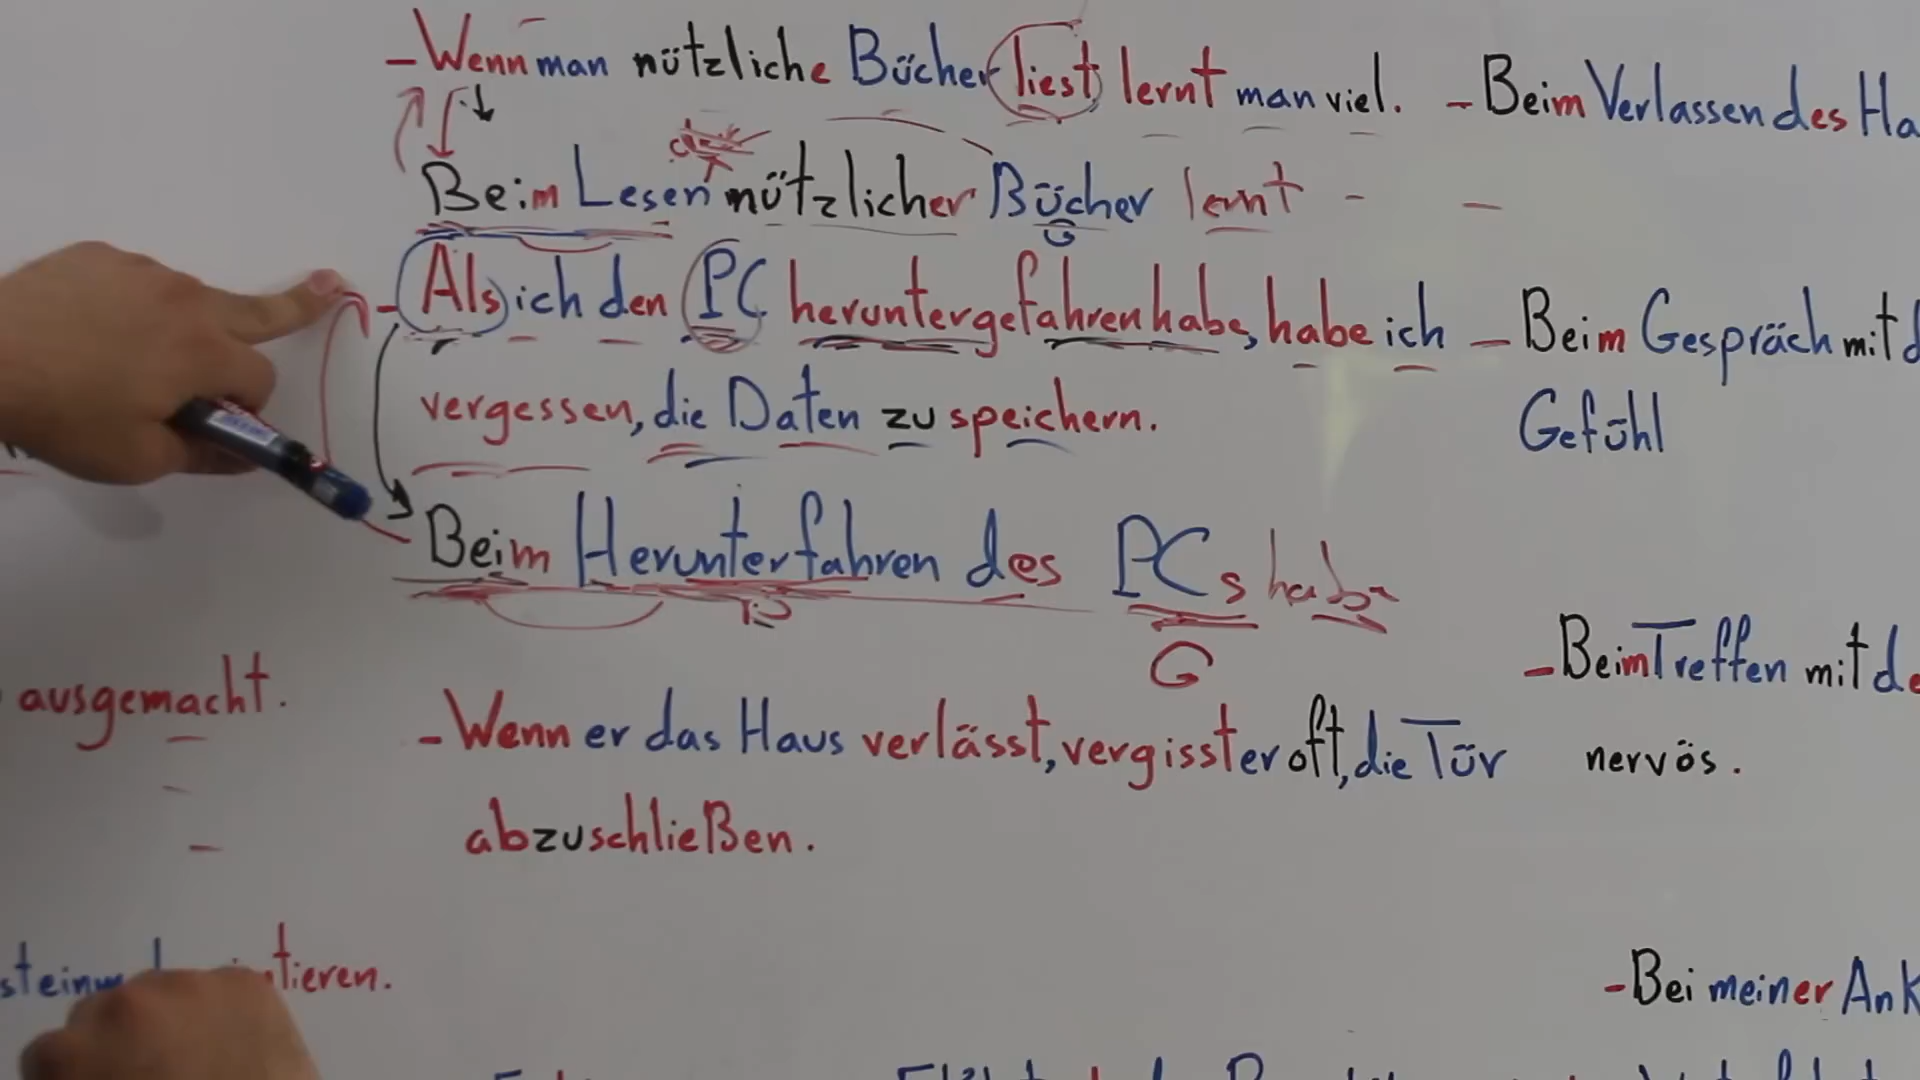 - Wenn man nützliche Bücher liest lernt man viel.
Beim Lesen nützlicher Bücher lernt - -
G
- Als ich den PC heruntergefahren habe, habe ich
vergessen, die Daten zu speichern.
Beim Herunterfahren des PCs habe
G
- Wenn er das Haus verlässt, vergisst er oft, die Tür
abzuschließen.
- Beim Verlassen des Ha
- Beim Gespräch mit d
Gefühl
- Beim Treffen mit de
nervös.
- Bei meiner Ank
ausgemacht.
tieren.